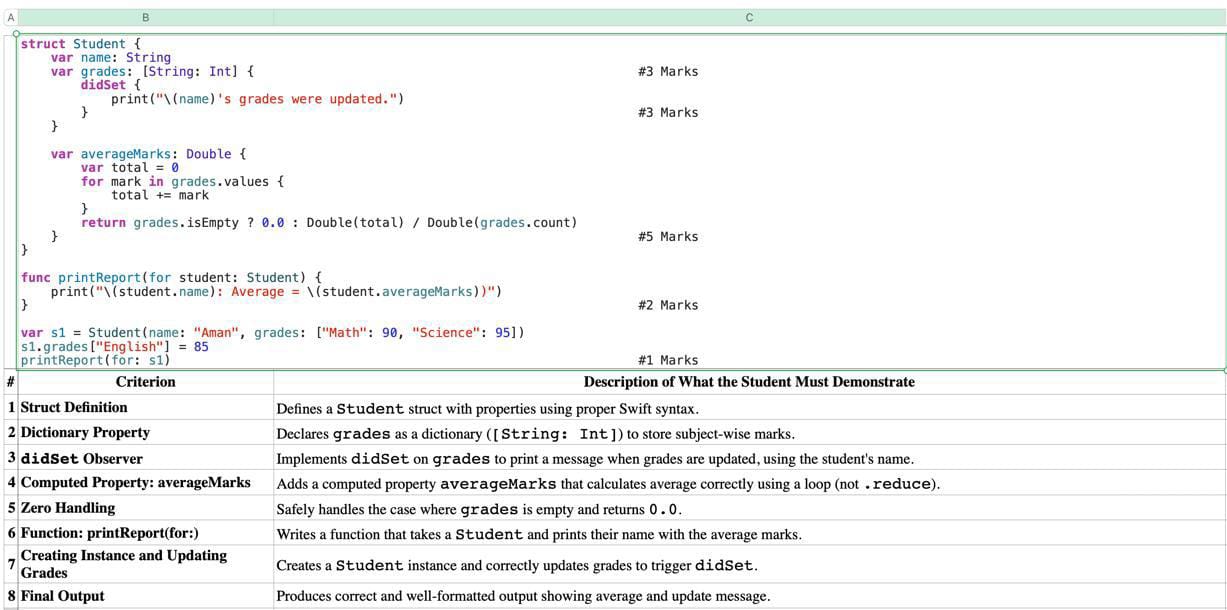 A B C
struct Student {
    var name: String
    var grades: [String: Int] { #3 Marks
        didSet {
            print("\(name)'s grades were updated.")
        } #3 Marks
    }
    var averageMarks: Double {
        var total = 0
        for mark in grades.values {
            total += mark
        }
        return grades.isEmpty ? 0.0 : Double(total) / Double(grades.count)
    } #5 Marks
}
func printReport(for student: Student) {
    print("\(student.name): Average = \(student.averageMarks))")
} #2 Marks
var s1 = Student(name: "Aman", grades: ["Math": 90, "Science": 95])
s1.grades["English"] = 85
printReport(for: s1) #1 Marks
# Criterion Description of What the Student Must Demonstrate
1 Struct Definition Defines a Student struct with properties using proper Swift syntax.
2 Dictionary Property Declares grades as a dictionary ([String: Int]) to store subject-wise marks.
3 didSet Observer Implements didSet on grades to print a message when grades are updated, using the student's name.
4 Computed Property: averageMarks Adds a computed property averageMarks that calculates average correctly using a loop (not .reduce).
5 Zero Handling Safely handles the case where grades is empty and returns 0.0.
6 Function: printReport(for:) Writes a function that takes a Student and prints their name with the average marks.
7 Creating Instance and Updating
Grades Creates a Student instance and correctly updates grades to trigger didSet.
8 Final Output Produces correct and well-formatted output showing average and update message.